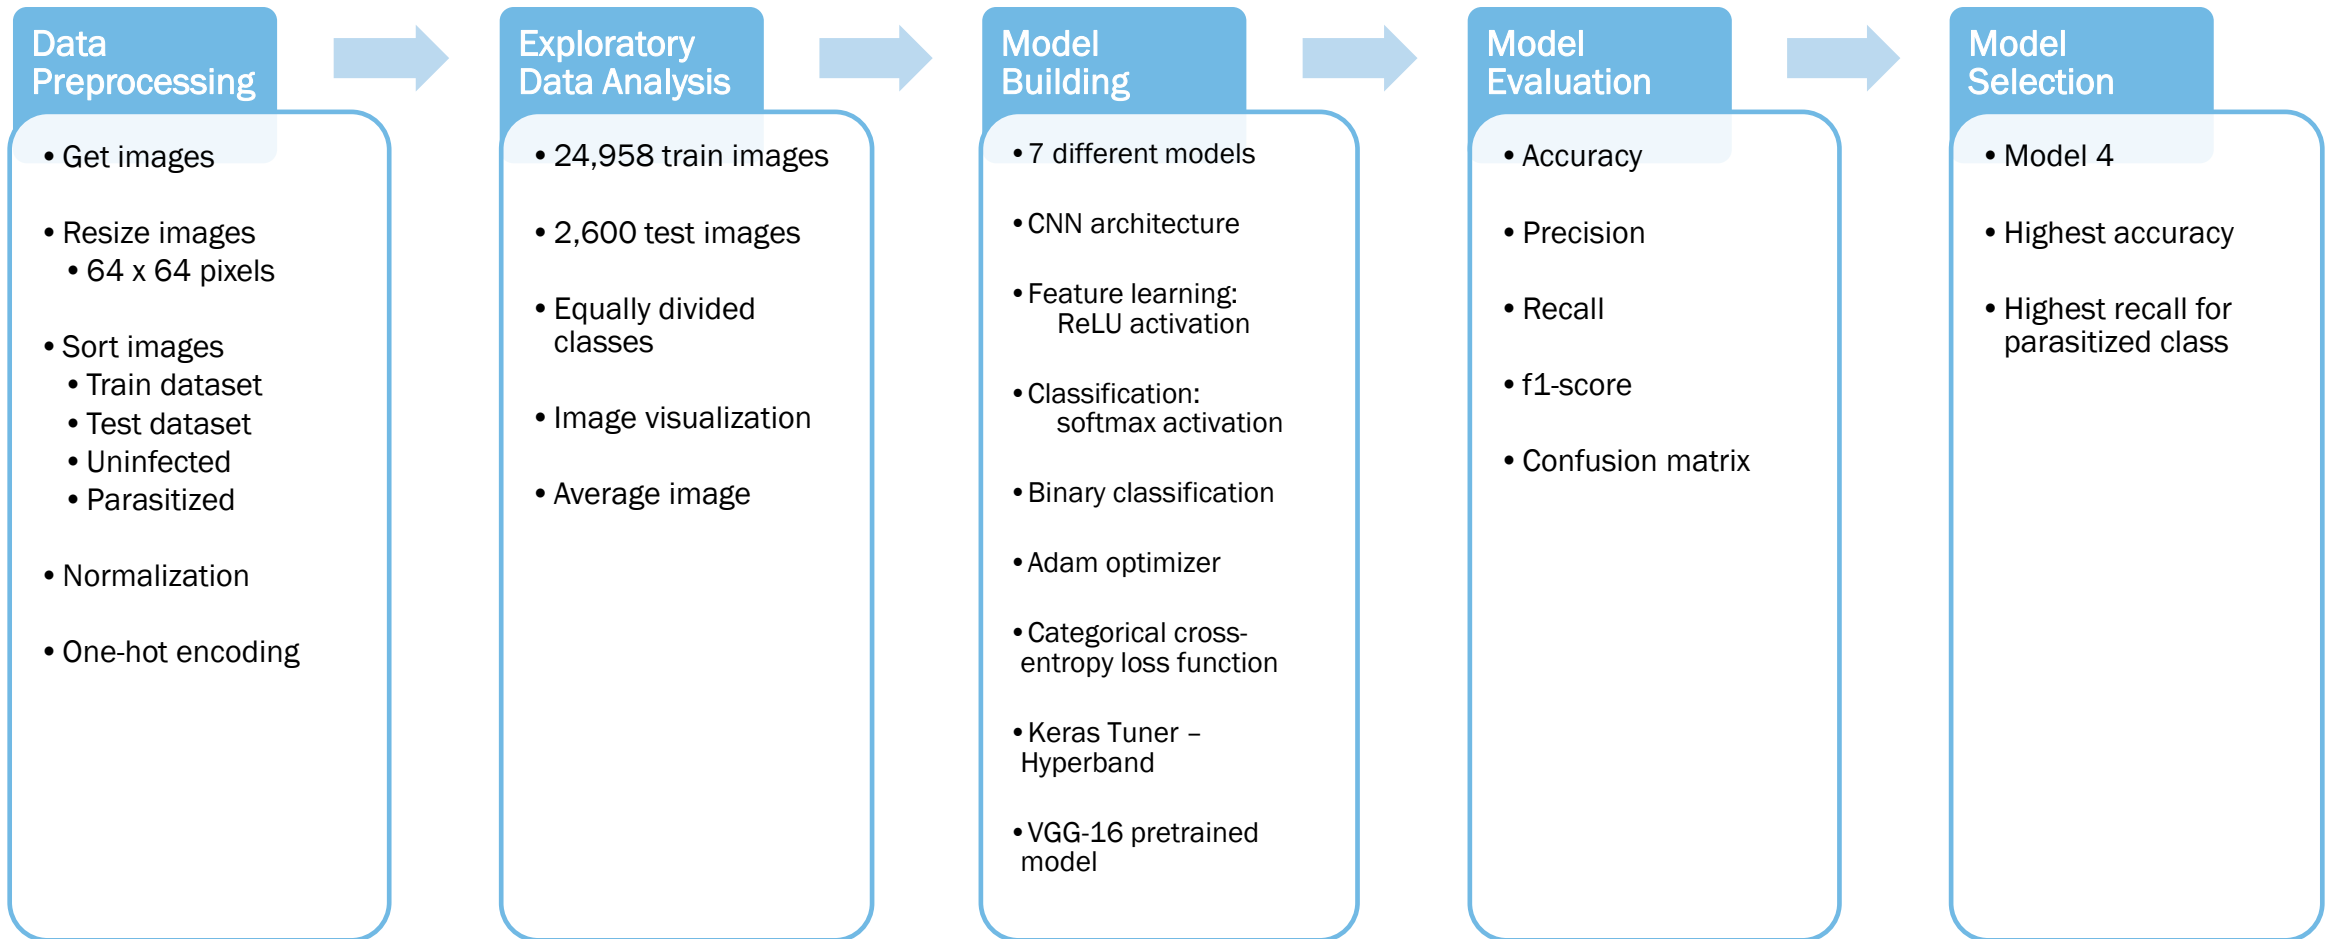 Data
Preprocessing
• Get images
• Resize images
• 64 x 64 pixels
• Sort images
• Train dataset
• Test dataset
• Uninfected
• Parasitized
• Normalization
• One-hot encoding
Exploratory
Data Analysis
• 24,958 train images
• 2,600 test images
• Equally divided
classes
• Image visualization
• Average image
Model
Building
• 7 different models
• CNN architecture
• Feature learning:
ReLU activation
• Classification:
softmax activation
• Binary classification
• Adam optimizer
• Categorical cross-
entropy loss function
• Keras Tuner –
Hyperband
• VGG-16 pretrained
model
Model
Evaluation
• Accuracy
• Precision
• Recall
• f1-score
• Confusion matrix
Model
Selection
• Model 4
• Highest accuracy
• Highest recall for
parasitized class